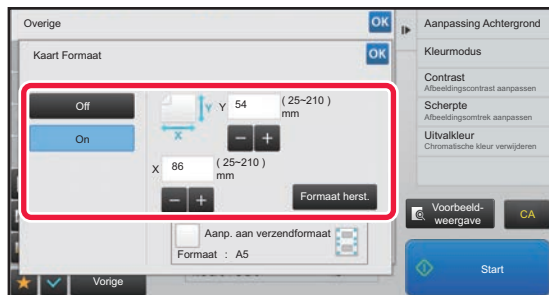 Overige
OK
Kaart Formaat
OK
Off
On
Y
Y
54
( 25~210 )
mm
X
X
86
( 25~210 )
mm
Formaat herst.
Aanp. aan verzendformaat
Formaat : A5
Vorige
Aanpassing Achtergrond
Kleurmodus
Contrast
Afbeeldingscontrast aanpassen
Scherpte
Afbeeldingsomtrek aanpassen
Uitvalkleur
Chromatische kleur verwijderen
Voorbeeld-
weergave
CA
Start